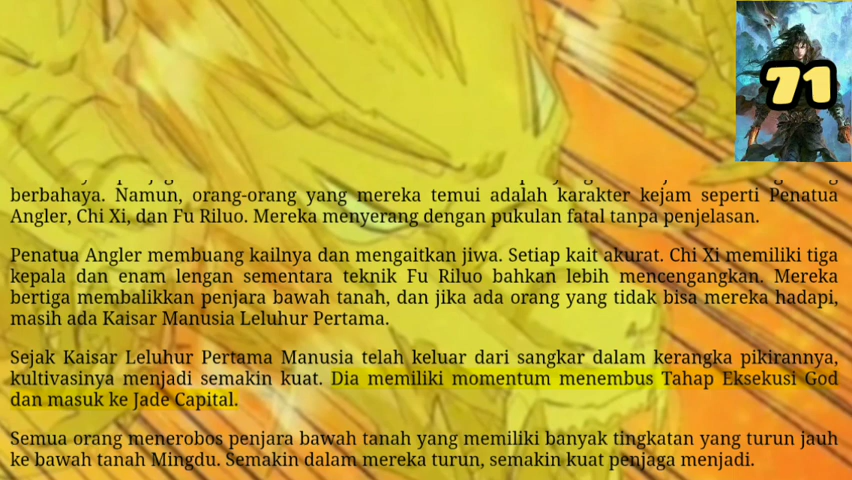 71
berbahaya. Namun, orang-orang yang mereka temui adalah karakter kejam seperti Penatua
Angler, Chi Xi, dan Fu Riluo. Mereka menyerang dengan pukulan fatal tanpa penjelasan.
Penatua Angler membuang kailnya dan mengaitkan jiwa. Setiap kait akurat. Chi Xi memiliki tiga
kepala dan enam lengan sementara teknik Fu Riluo bahkan lebih mencengangkan. Mereka
bertiga membalikkan penjara bawah tanah, dan jika ada orang yang tidak bisa mereka hadapi,
masih ada Kaisar Manusia Leluhur Pertama.
Sejak Kaisar Leluhur Pertama Manusia telah keluar dari sangkar dalam kerangka pikirannya,
kultivasinya menjadi semakin kuat. Dia memiliki momentum menembus Tahap Eksekusi God
dan masuk ke Jade Capital.
Semua orang menerobos penjara bawah tanah yang memiliki banyak tingkatan yang turun jauh
ke bawah tanah Mingdu. Semakin dalam mereka turun, semakin kuat penjaga menjadi.